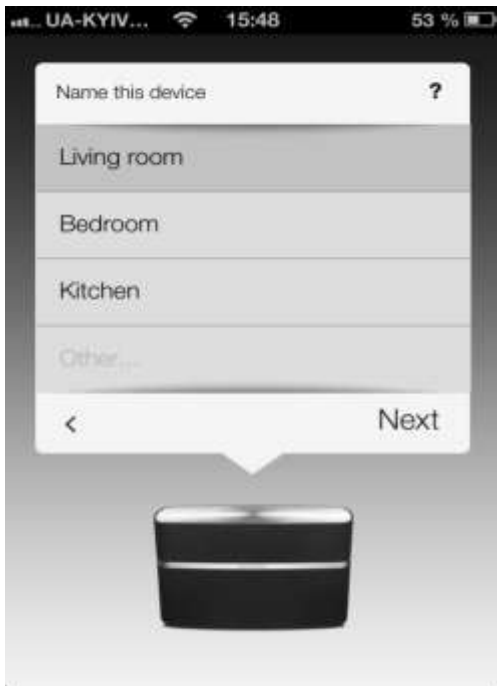 UA-KYIV... 15:48 53 %
Name this device ?
Living room
Bedroom
Kitchen
Other...
< Next